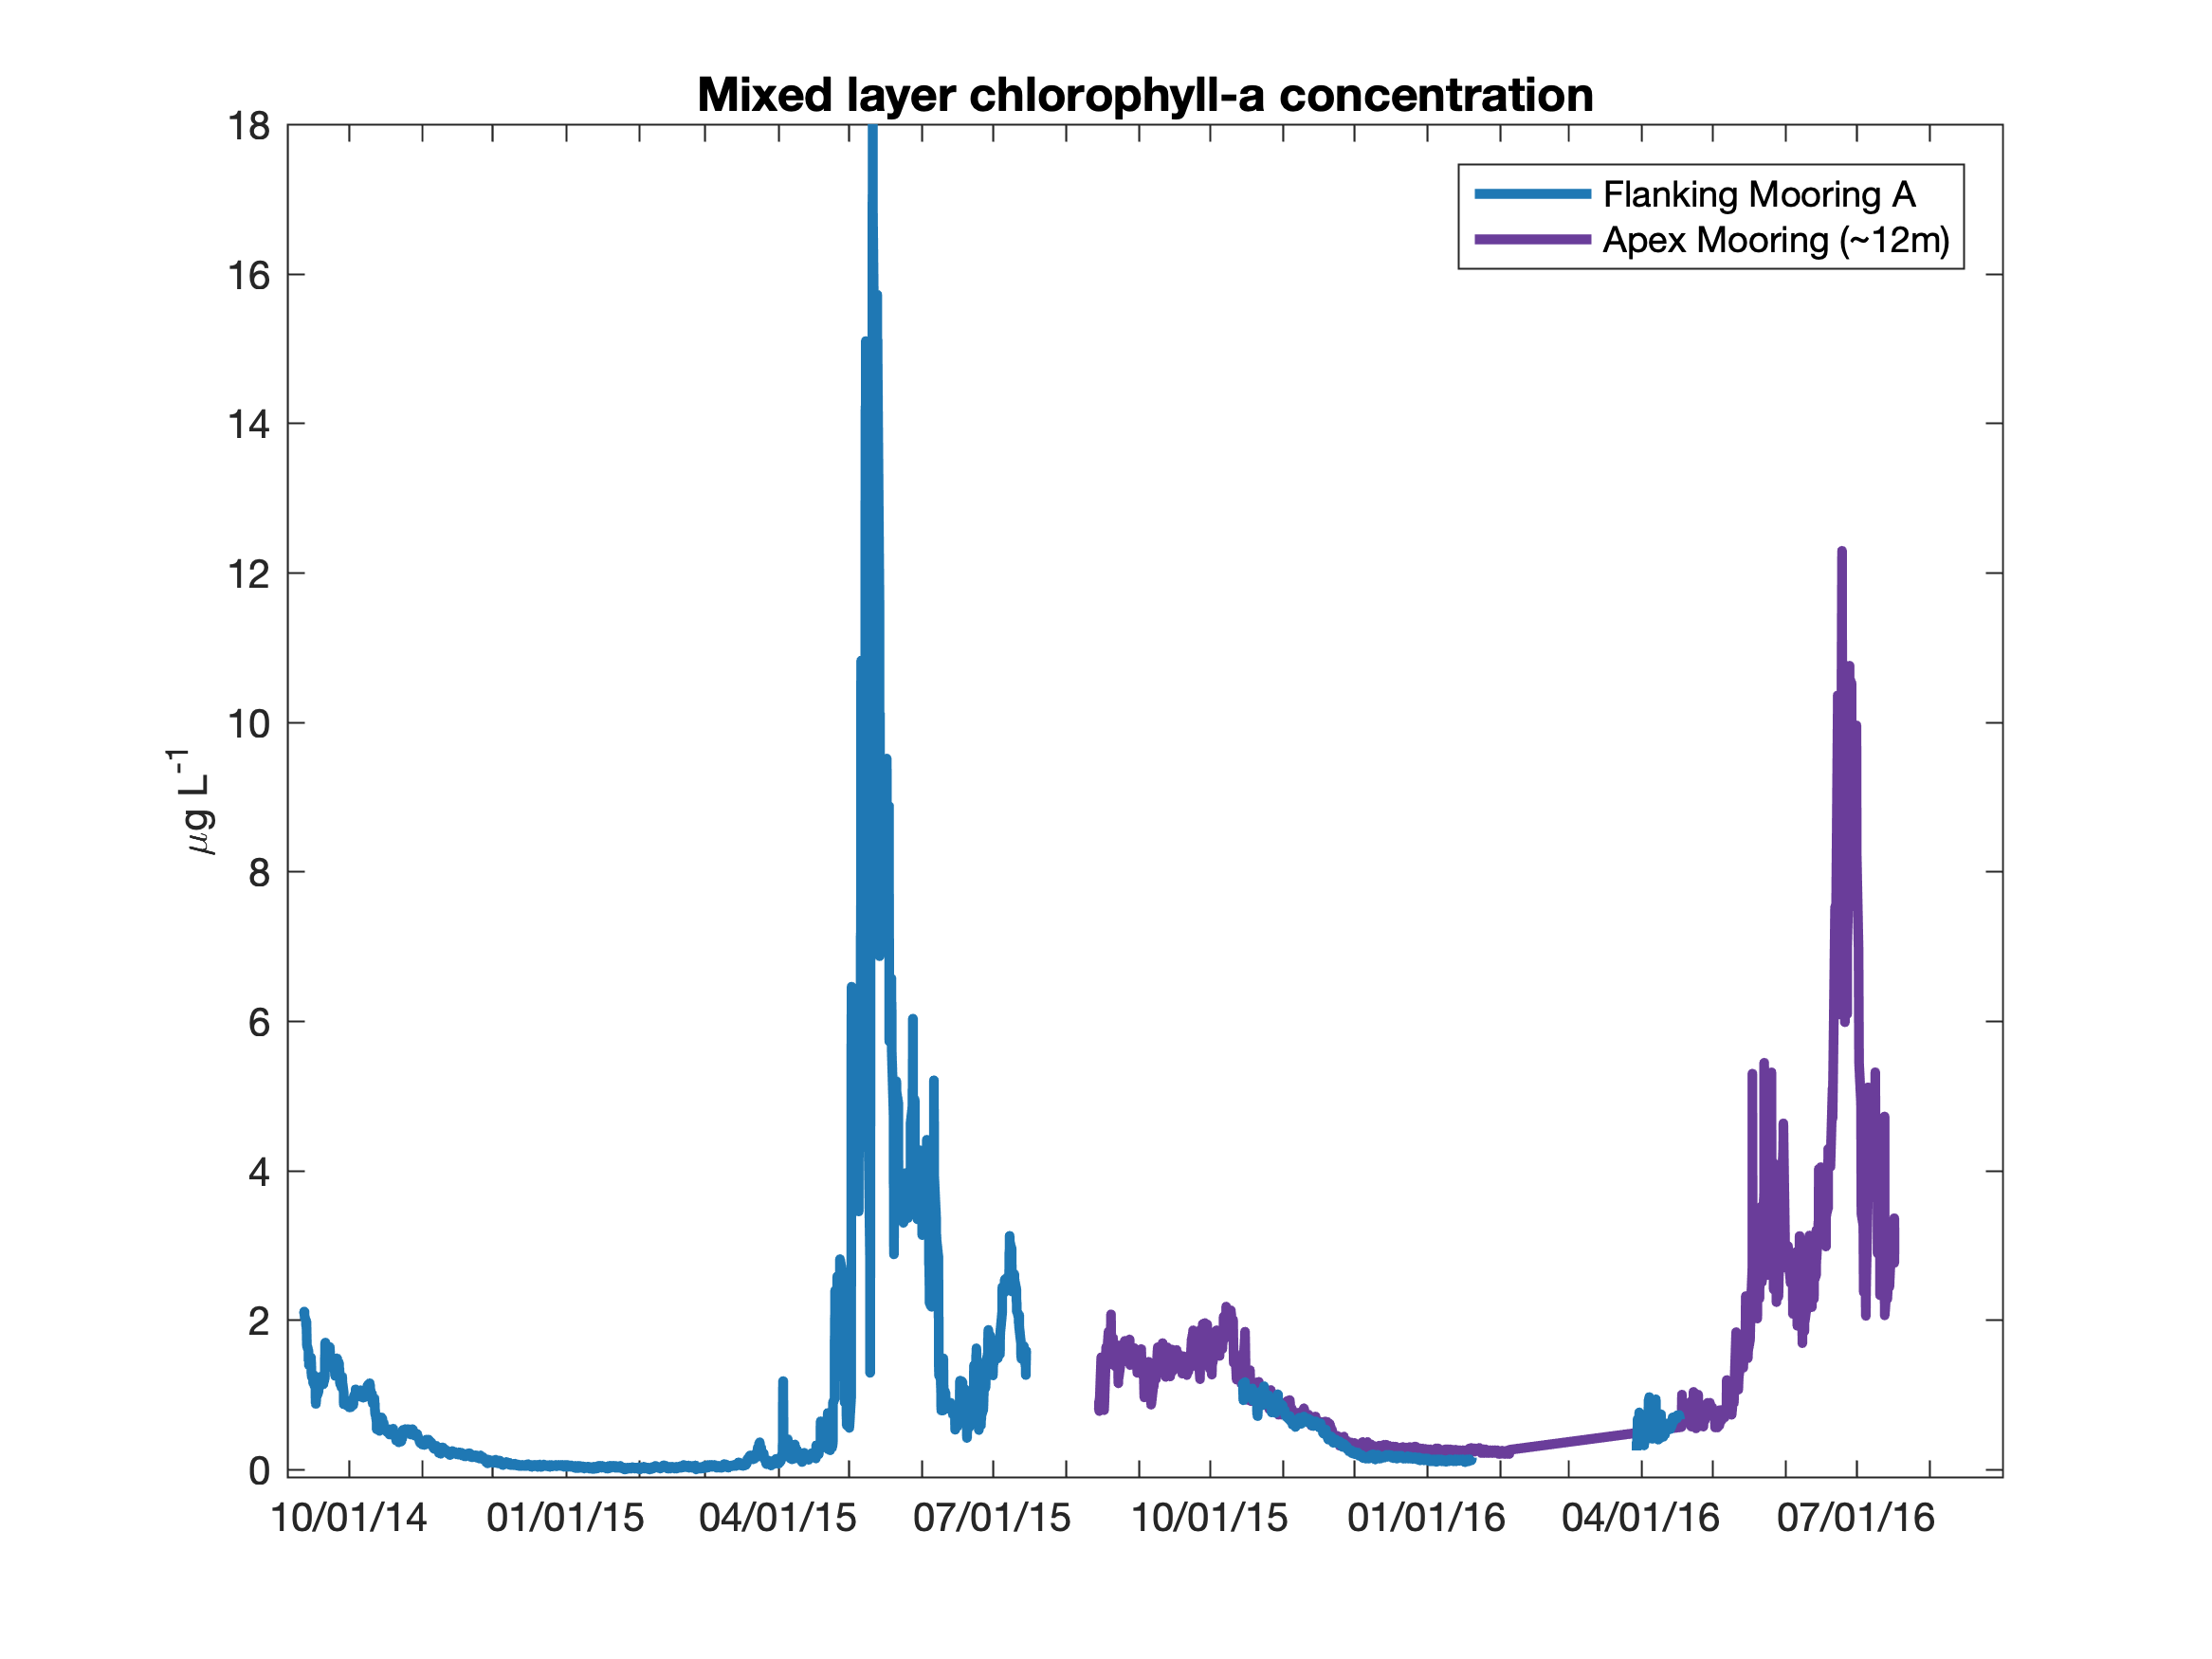 Mixed layer chlorophyll-a concentration
18
16
14
12
10
8
6
4
2
0
μg L-1
Flanking Mooring A
Apex Mooring (~12m)
10/01/14 01/01/15 04/01/15 07/01/15 10/01/15 01/01/16 04/01/16 07/01/16